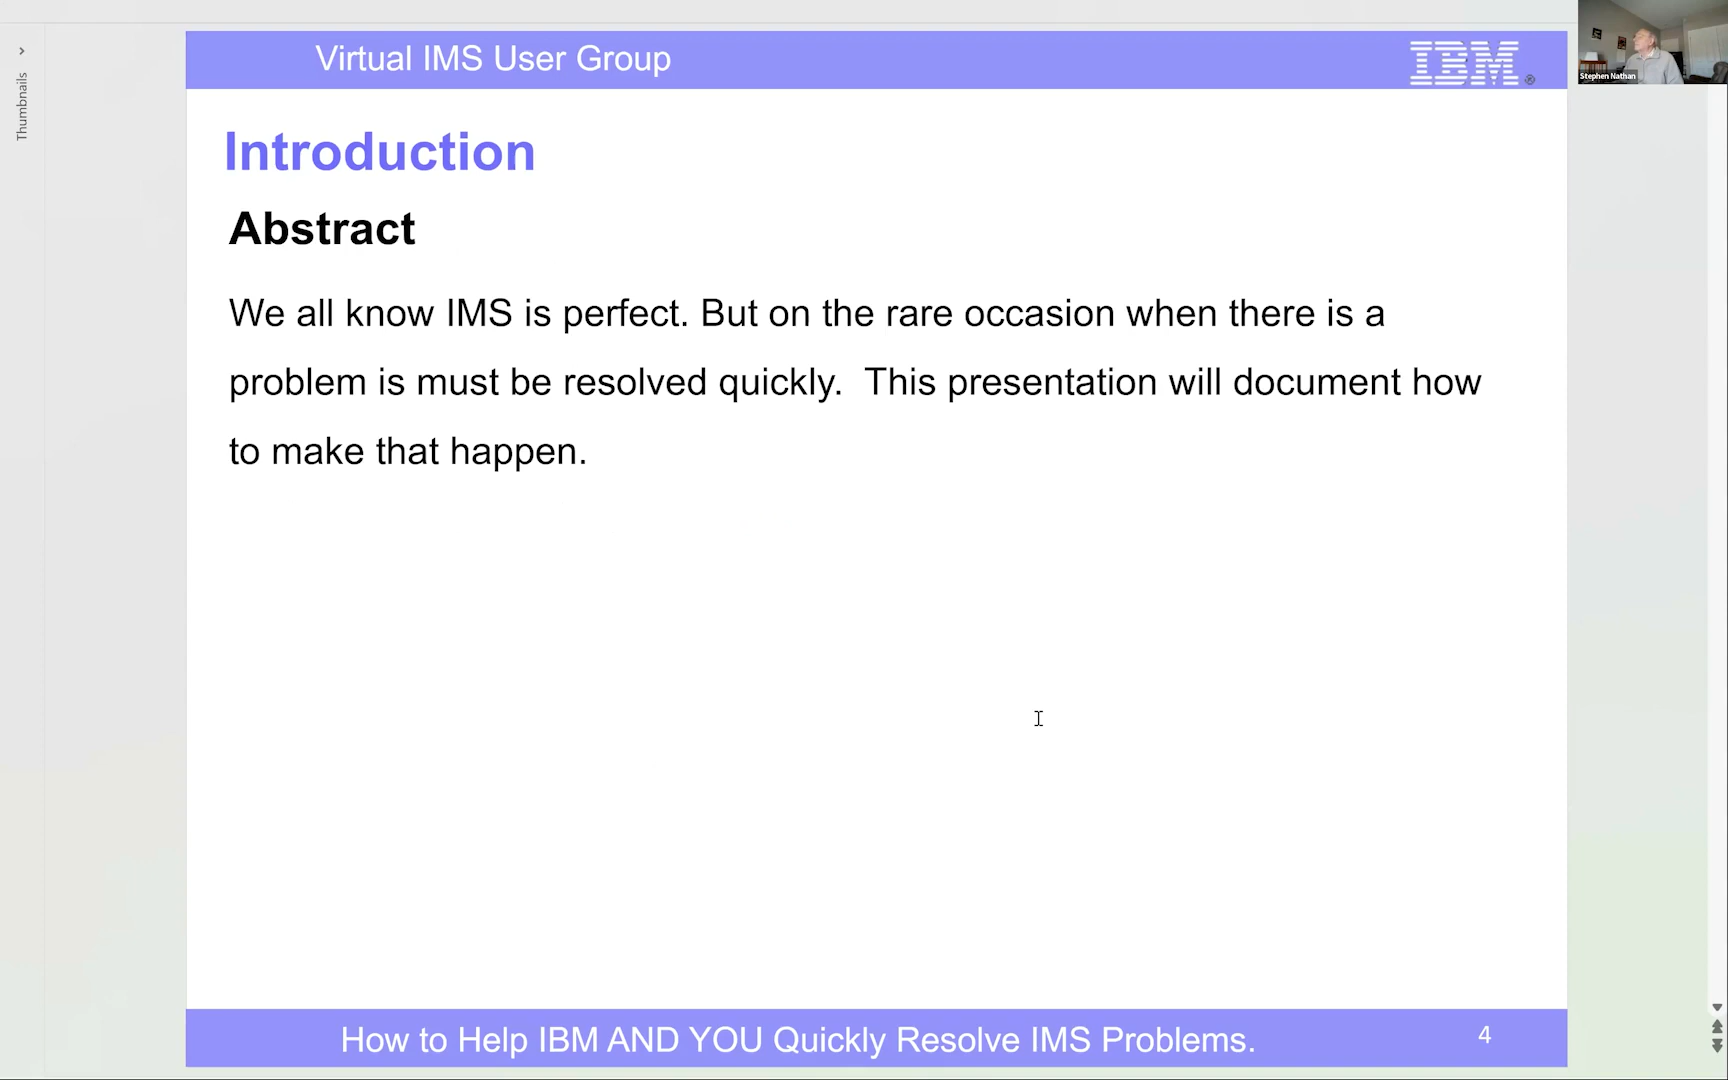 Virtual IMS User Group
IBM ®
Stephen Nathan
Thumbnails
Introduction
Abstract
We all know IMS is perfect. But on the rare occasion when there is a
problem is must be resolved quickly.  This presentation will document how
to make that happen.
How to Help IBM AND YOU Quickly Resolve IMS Problems.
4